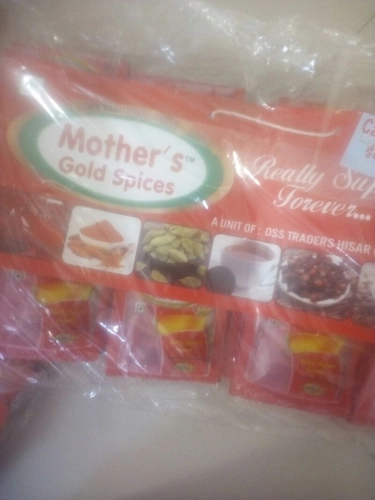 Mother's™
Gold Spices
Really Sup
Forever...
A UNIT OF : DSS TRADERS HISAR